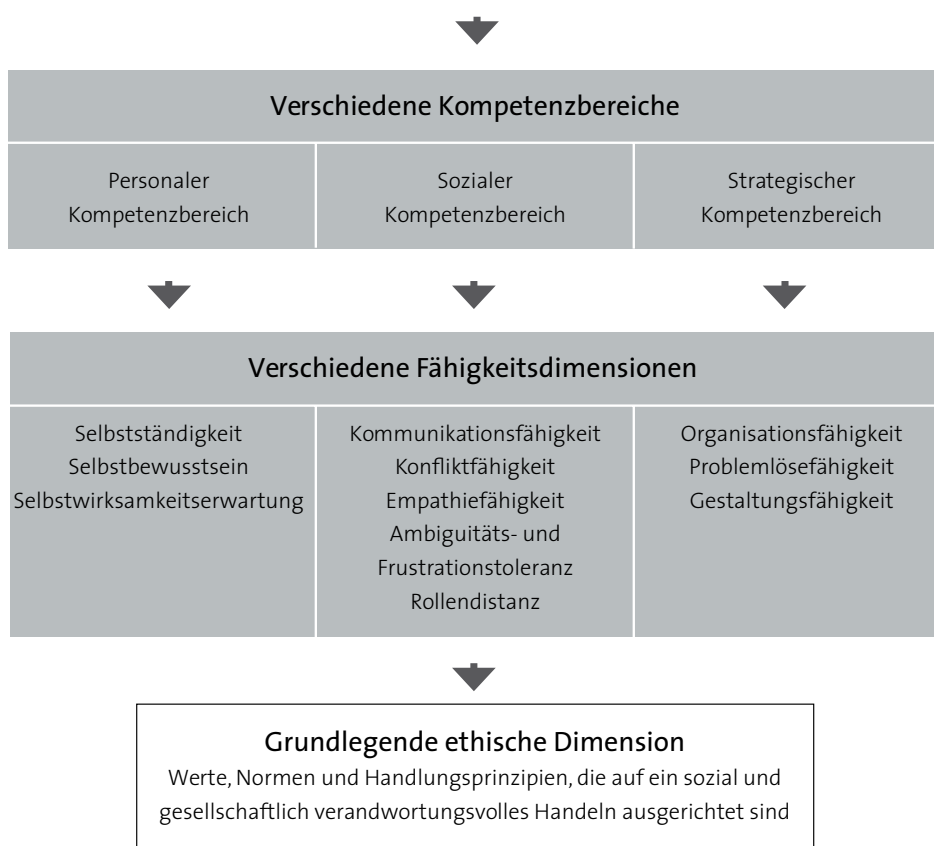 Verschiedene Kompetenzbereiche
Personaler
Kompetenzbereich
Sozialer
Kompetenzbereich
Strategischer
Kompetenzbereich
Verschiedene Fähigkeitsdimensionen
Selbstständigkeit
Selbstbewusstsein
Selbstwirksamkeitserwartung
Kommunikationsfähigkeit
Konfliktfähigkeit
Empathiefähigkeit
Ambiguitäts- und
Frustrationstoleranz
Rollendistanz
Organisationsfähigkeit
Problemlösefähigkeit
Gestaltungsfähigkeit
Grundlegende ethische Dimension
Werte, Normen und Handlungsprinzipien, die auf ein sozial und
gesellschaftlich verandwortungsvolles Handeln ausgerichtet sind